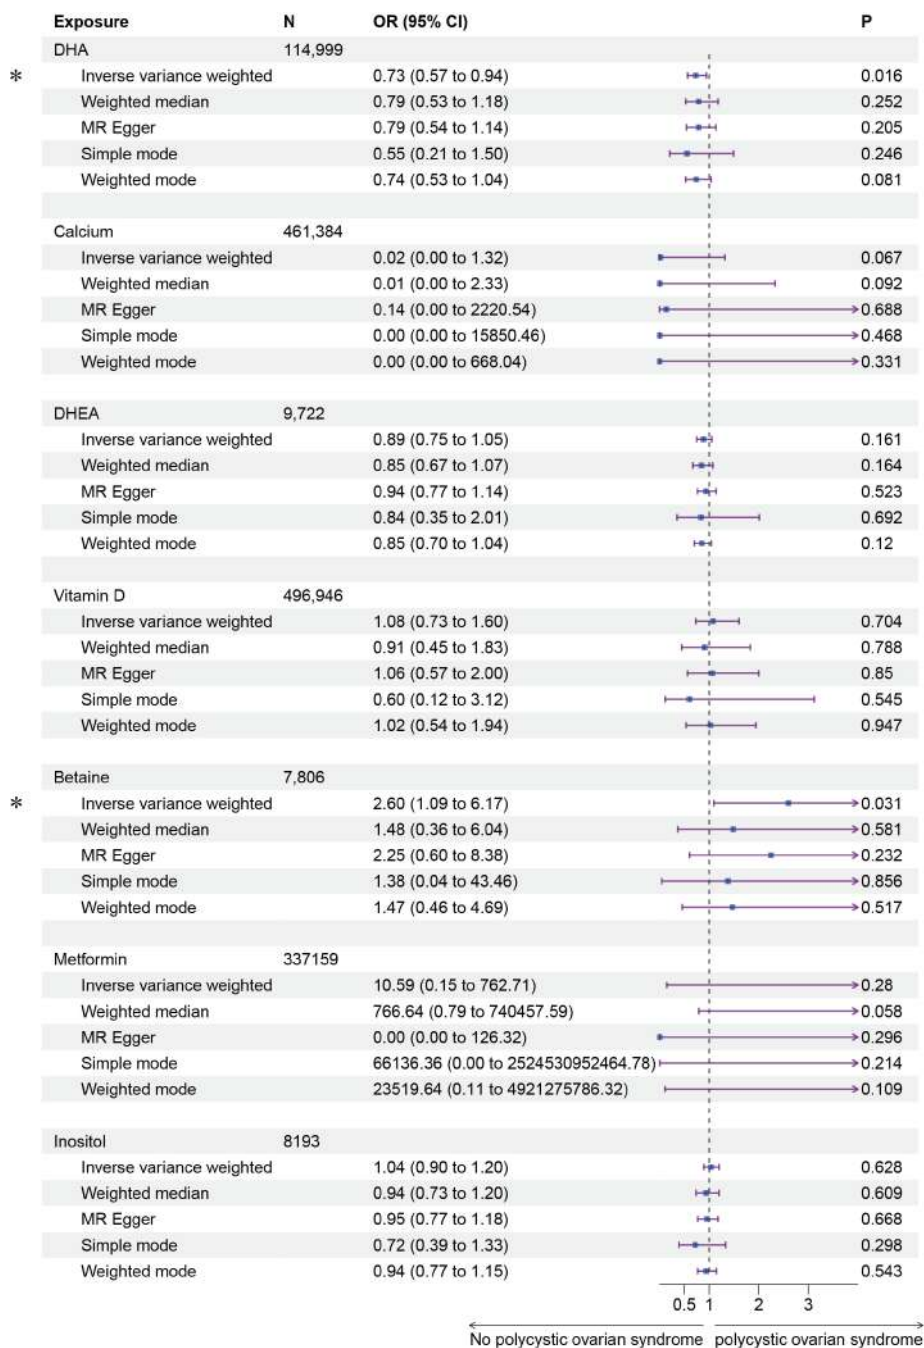 Exposure N OR (95% CI) P
DHA 114,999
* Inverse variance weighted 0.73 (0.57 to 0.94) 0.016
Weighted median 0.79 (0.53 to 1.18) 0.252
MR Egger 0.79 (0.54 to 1.14) 0.205
Simple mode 0.55 (0.21 to 1.50) 0.246
Weighted mode 0.74 (0.53 to 1.04) 0.081
Calcium 461,384
Inverse variance weighted 0.02 (0.00 to 1.32) 0.067
Weighted median 0.01 (0.00 to 2.33) 0.092
MR Egger 0.14 (0.00 to 2220.54) 0.688
Simple mode 0.00 (0.00 to 15850.46) 0.468
Weighted mode 0.00 (0.00 to 668.04) 0.331
DHEA 9,722
Inverse variance weighted 0.89 (0.75 to 1.05) 0.161
Weighted median 0.85 (0.67 to 1.07) 0.164
MR Egger 0.94 (0.77 to 1.14) 0.523
Simple mode 0.84 (0.35 to 2.01) 0.692
Weighted mode 0.85 (0.70 to 1.04) 0.12
Vitamin D 496,946
Inverse variance weighted 1.08 (0.73 to 1.60) 0.704
Weighted median 0.91 (0.45 to 1.83) 0.788
MR Egger 1.06 (0.57 to 2.00) 0.85
Simple mode 0.60 (0.12 to 3.12) 0.545
Weighted mode 1.02 (0.54 to 1.94) 0.947
Betaine 7,806
* Inverse variance weighted 2.60 (1.09 to 6.17) 0.031
Weighted median 1.48 (0.36 to 6.04) 0.581
MR Egger 2.25 (0.60 to 8.38) 0.232
Simple mode 1.38 (0.04 to 43.46) 0.856
Weighted mode 1.47 (0.46 to 4.69) 0.517
Metformin 337159
Inverse variance weighted 10.59 (0.15 to 762.71) 0.28
Weighted median 766.64 (0.79 to 740457.59) 0.058
MR Egger 0.00 (0.00 to 126.32) 0.296
Simple mode 66136.36 (0.00 to 2524530952464.78) 0.214
Weighted mode 23519.64 (0.11 to 4921275786.32) 0.109
Inositol 8193
Inverse variance weighted 1.04 (0.90 to 1.20) 0.628
Weighted median 0.94 (0.73 to 1.20) 0.609
MR Egger 0.95 (0.77 to 1.18) 0.668
Simple mode 0.72 (0.39 to 1.33) 0.298
Weighted mode 0.94 (0.77 to 1.15) 0.543
0.5 1 2 3
No polycystic ovarian syndrome polycystic ovarian syndrome